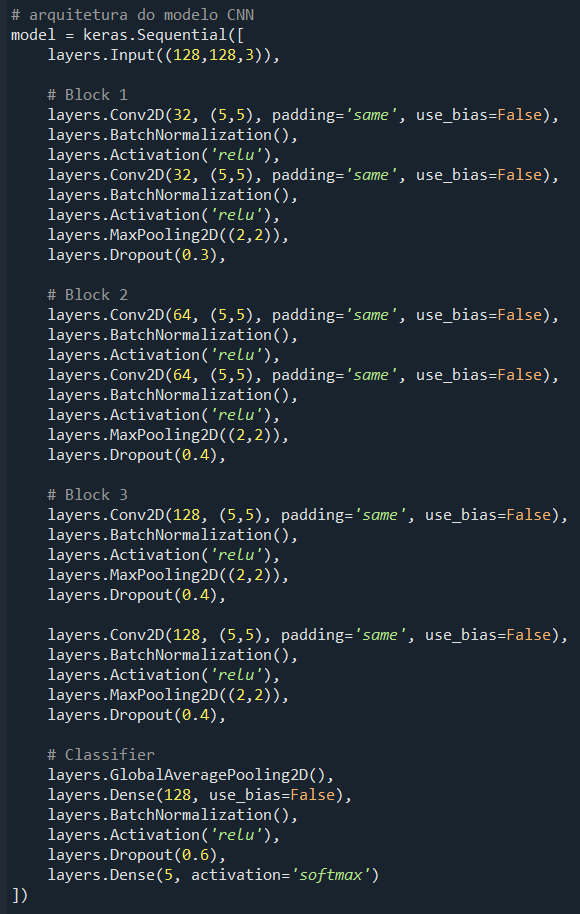 # arquitetura do modelo CNN
model = keras.Sequential([
    layers.Input((128,128,3)),

    # Block 1
    layers.Conv2D(32, (5,5), padding='same', use_bias=False),
    layers.BatchNormalization(),
    layers.Activation('relu'),
    layers.Conv2D(32, (5,5), padding='same', use_bias=False),
    layers.BatchNormalization(),
    layers.Activation('relu'),
    layers.MaxPooling2D((2,2)),
    layers.Dropout(0.3),

    # Block 2
    layers.Conv2D(64, (5,5), padding='same', use_bias=False),
    layers.BatchNormalization(),
    layers.Activation('relu'),
    layers.Conv2D(64, (5,5), padding='same', use_bias=False),
    layers.BatchNormalization(),
    layers.Activation('relu'),
    layers.MaxPooling2D((2,2)),
    layers.Dropout(0.4),

    # Block 3
    layers.Conv2D(128, (5,5), padding='same', use_bias=False),
    layers.BatchNormalization(),
    layers.Activation('relu'),
    layers.MaxPooling2D((2,2)),
    layers.Dropout(0.4),

    layers.Conv2D(128, (5,5), padding='same', use_bias=False),
    layers.BatchNormalization(),
    layers.Activation('relu'),
    layers.MaxPooling2D((2,2)),
    layers.Dropout(0.4),

    # Classifier
    layers.GlobalAveragePooling2D(),
    layers.Dense(128, use_bias=False),
    layers.BatchNormalization(),
    layers.Activation('relu'),
    layers.Dropout(0.6),
    layers.Dense(5, activation='softmax')
])